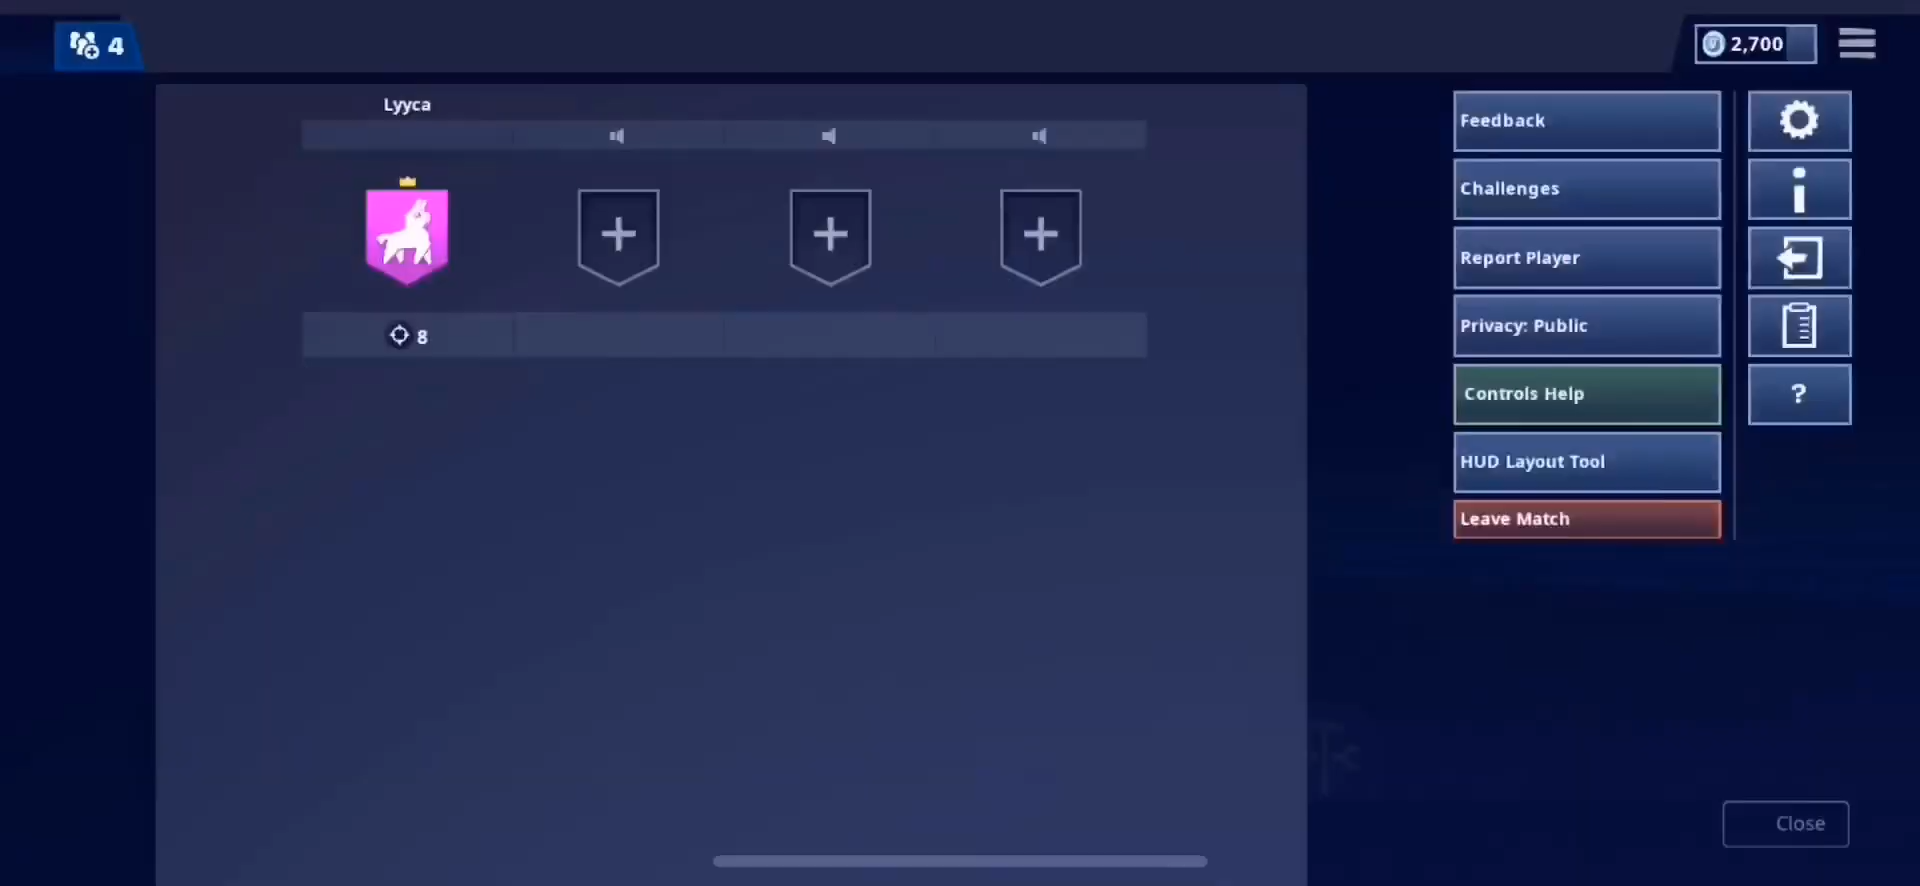 4
2,700
Lyyca
8
Feedback
Challenges
Report Player
Privacy: Public
Controls Help
?
HUD Layout Tool
Leave Match
Close